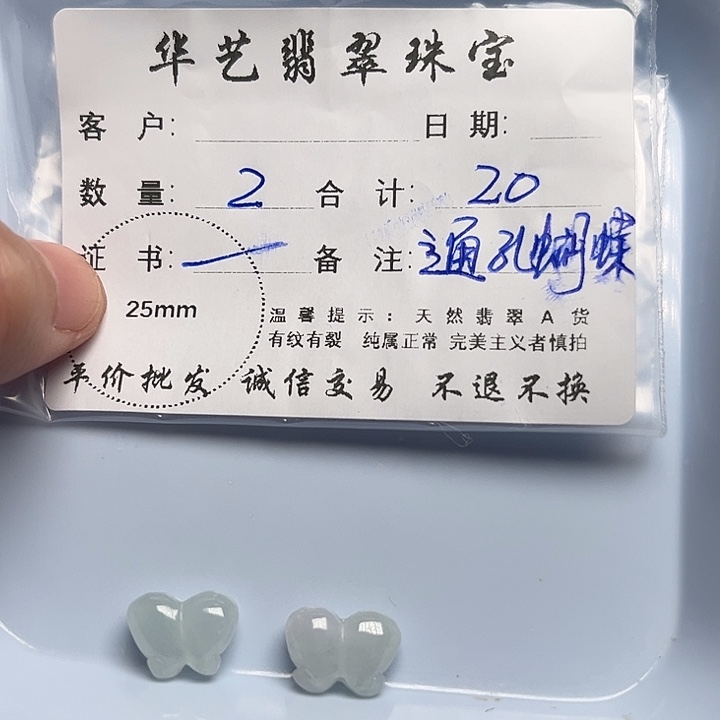 华艺翡翠珠宝
客 户: 日 期:
数 量: 2 合 计: 20
证 书: 一 备 注: 通孔蝴蝶
25mm
温馨提示: 天然翡翠A货
有纹有裂 纯属正常 完美主义者慎拍
平价批发 诚信交易 不退不换